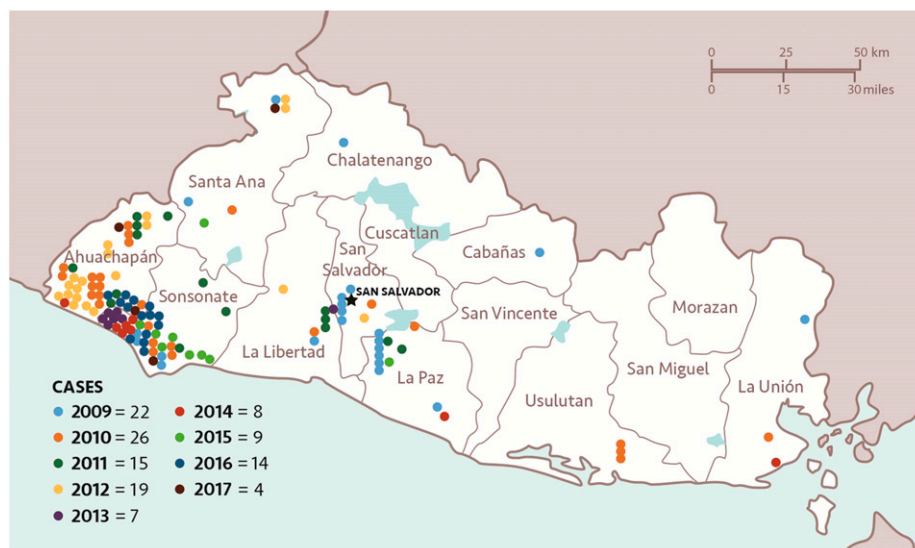 0 25 50 km
0 15 30 miles
Chalatenango
Santa Ana
Cuscatlan
Cabañas
Ahuachapán
San
Salvador
SAN SALVADOR
Sonsonate
San Vincente
Morazan
La Libertad
San Miguel
La Paz
Usulutan
La Unión
CASES
2009 = 22
2010 = 26
2011 = 15
2012 = 19
2013 = 7
2014 = 8
2015 = 9
2016 = 14
2017 = 4